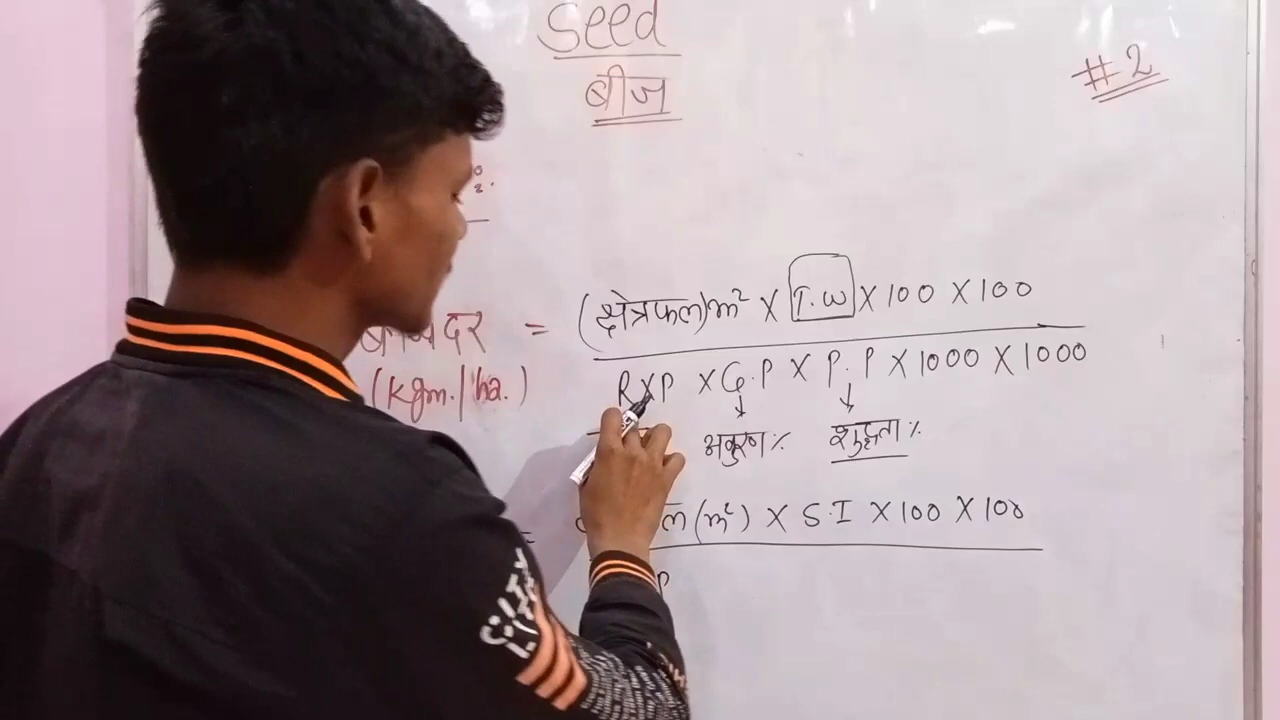 Seed
बीज
#2
दर = (क्षेत्रफल)m² X T.W X 100 X 100
(Kgm./ha.) R X P X G.P X P.P X 1000 X 1000
अंकुरण % शुद्धता %
= ल (m²) X S.I X 100 X 100
P